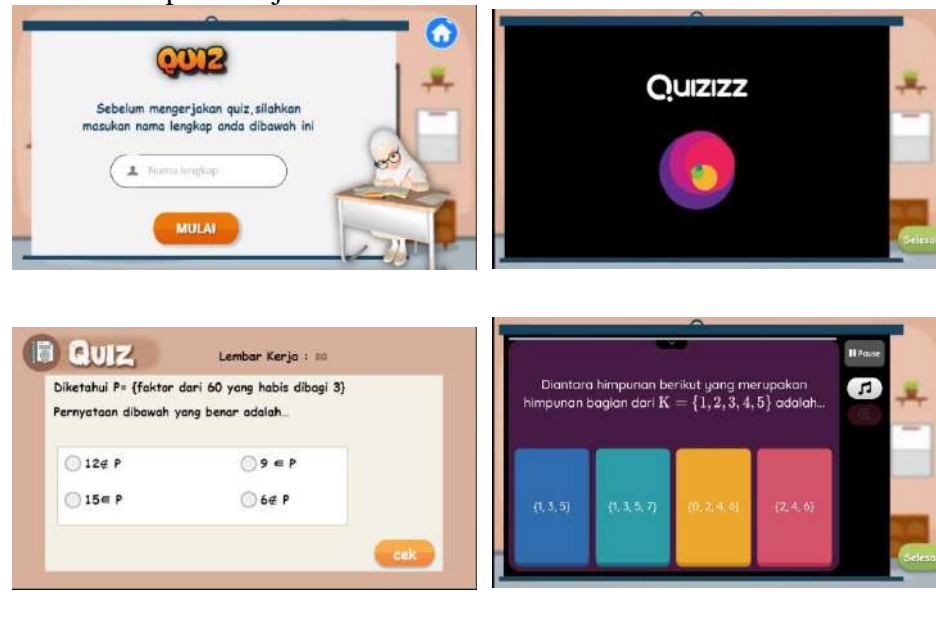 QUIZ
Sebelum mengerjakan quiz, silahkan
masukan nama lengkap anda dibawah ini
Nama lengkap
MULAI
Quizizz
QUIZ
Lembar Kerja :
Diketahui P= {faktor dari 60 yang habis dibagi 3}
Pernyataan dibawah yang benar adalah...
12∉ P
9 ∈ P
15∈ P
6∉ P
cek
Pause
Diantara himpunan berikut yang merupakan
himpunan bagian dari K = {1, 2, 3, 4, 5} adalah...
{1, 3, 5}
{1, 3, 5, 7}
{0, 2, 4, 6}
{2, 4, 6}